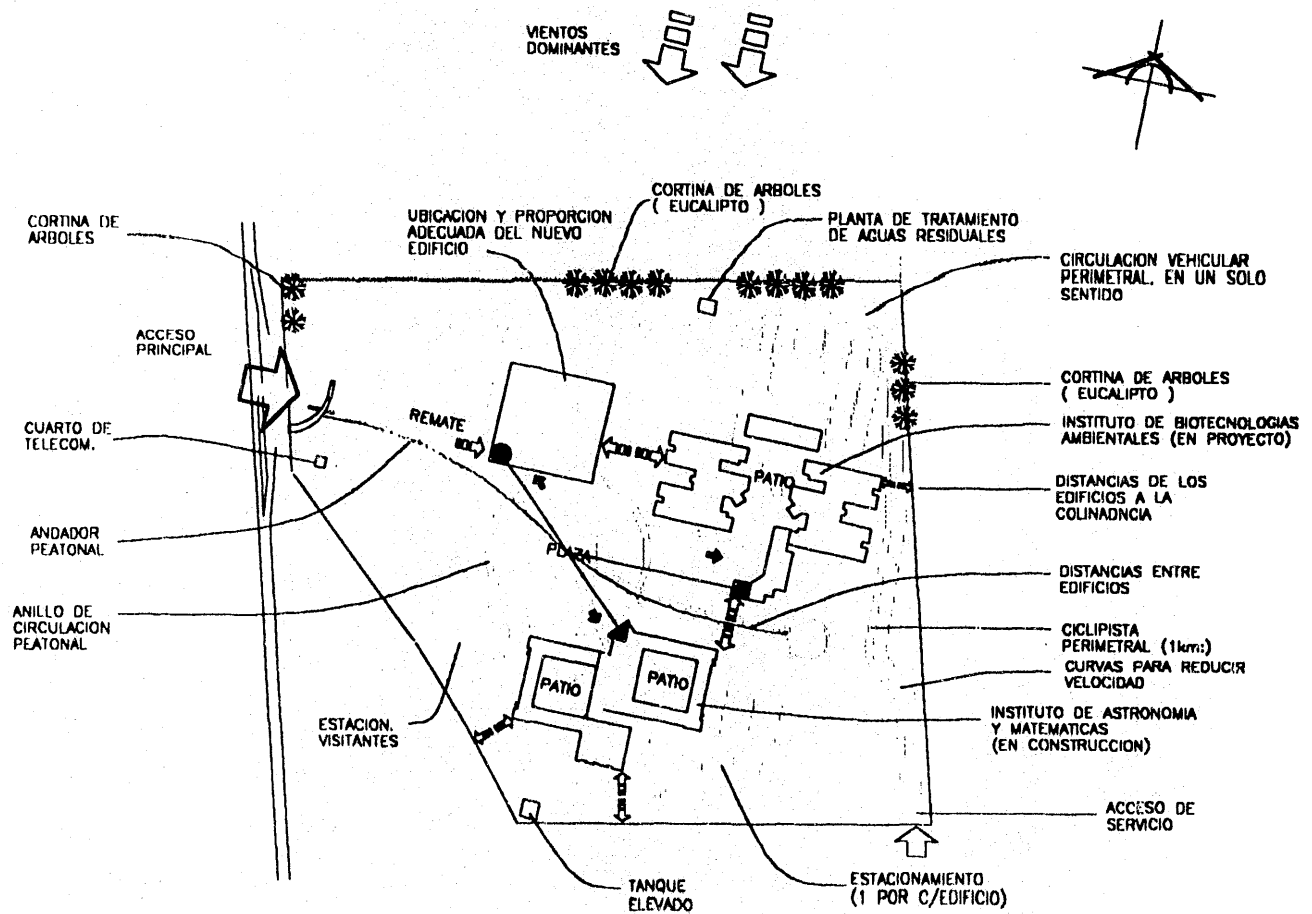 VIENTOS
DOMINANTES
CORTINA DE
ARBOLES
UBICACION Y PROPORCION
ADECUADA DEL NUEVO
EDIFICIO
CORTINA DE ARBOLES
( EUCALIPTO )
PLANTA DE TRATAMIENTO
DE AGUAS RESIDUALES
CIRCULACION VEHICULAR
PERIMETRAL, EN UN SOLO
SENTIDO
ACCESO
PRINCIPAL
CORTINA DE ARBOLES
( EUCALIPTO )
REMATE
CUARTO DE
TELECOM.
INSTITUTO DE BIOTECNOLOGIAS
AMBIENTALES (EN PROYECTO)
PATIO
DISTANCIAS DE LOS
EDIFICIOS A LA
COLINADNCIA
ANDADOR
PEATONAL
PLAZA
DISTANCIAS ENTRE
EDIFICIOS
ANILLO DE
CIRCULACION
PEATONAL
CICLIPISTA
PERIMETRAL (1km:)
CURVAS PARA REDUCIR
VELOCIDAD
PATIO
PATIO
ESTACION.
VISITANTES
INSTITUTO DE ASTRONOMIA
Y MATEMATICAS
(EN CONSTRUCCION)
ACCESO DE
SERVICIO
TANQUE
ELEVADO
ESTACIONAMIENTO
(1 POR C/EDIFICIO)